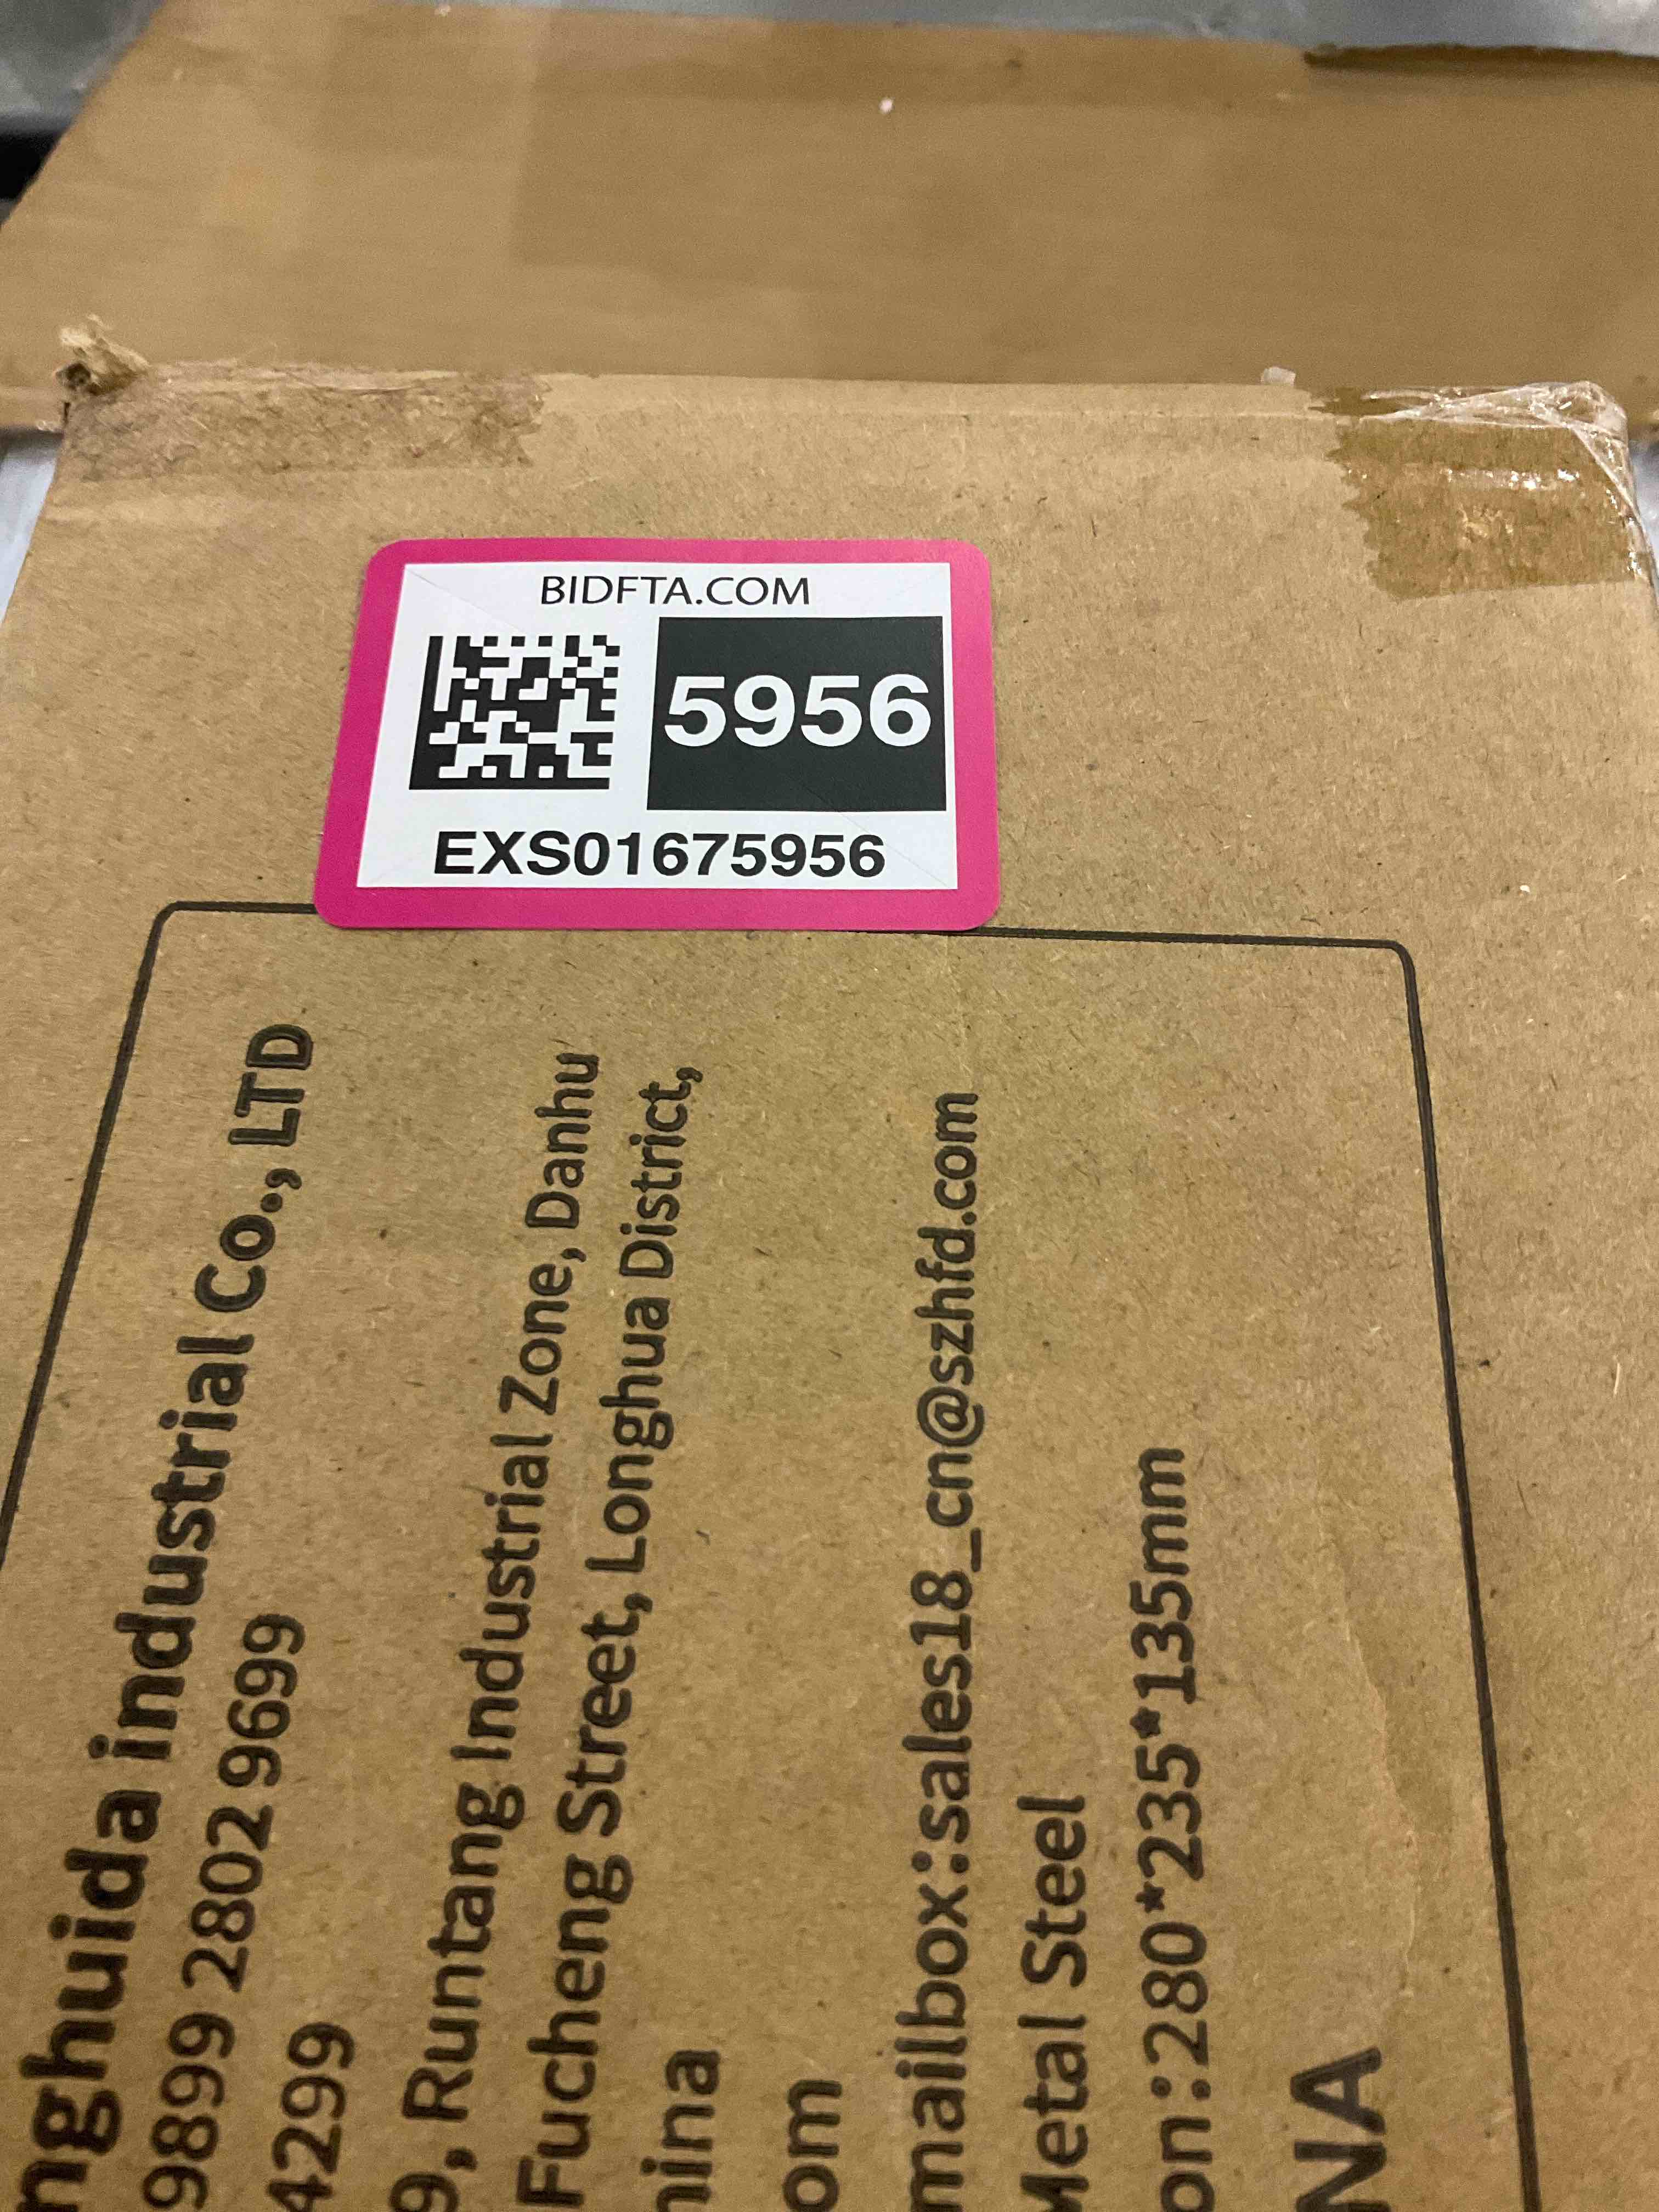 BIDFTA.COM
5956
EXS01675956
nghuida industrial Co., LTD
9899 2802 9699
4299
9, Runtang Industrial Zone, Danhu
Fucheng Street, Longhua District,
hina
om
mailbox:sales18_cn@szhfd.com
Metal Steel
on:280*235*135mm
NA